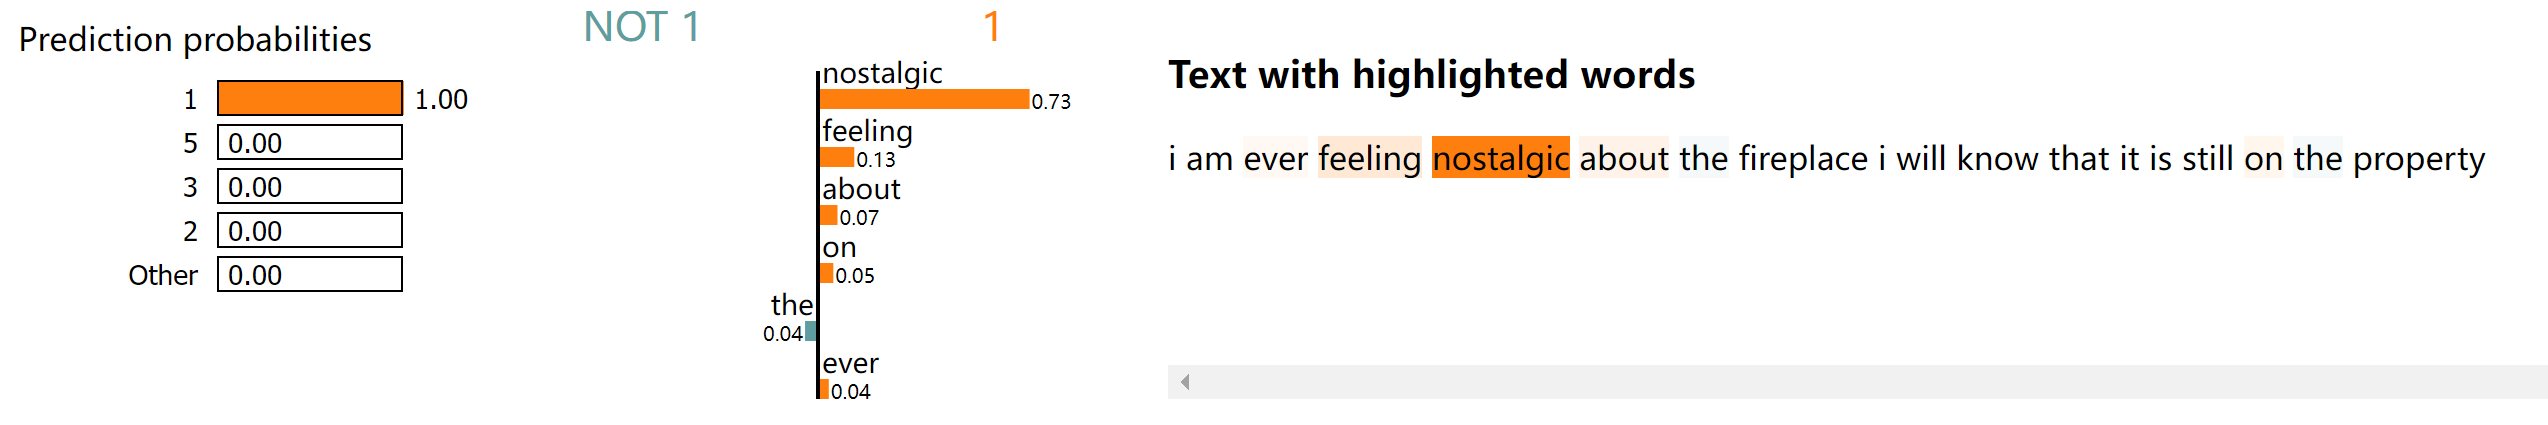 Prediction probabilities
1 1.00
5 0.00
3 0.00
2 0.00
Other 0.00
NOT 1 1
nostalgic
0.73
feeling
0.13
about
0.07
on
0.05
the
0.04
ever
0.04
Text with highlighted words
i am ever feeling nostalgic about the fireplace i will know that it is still on the property